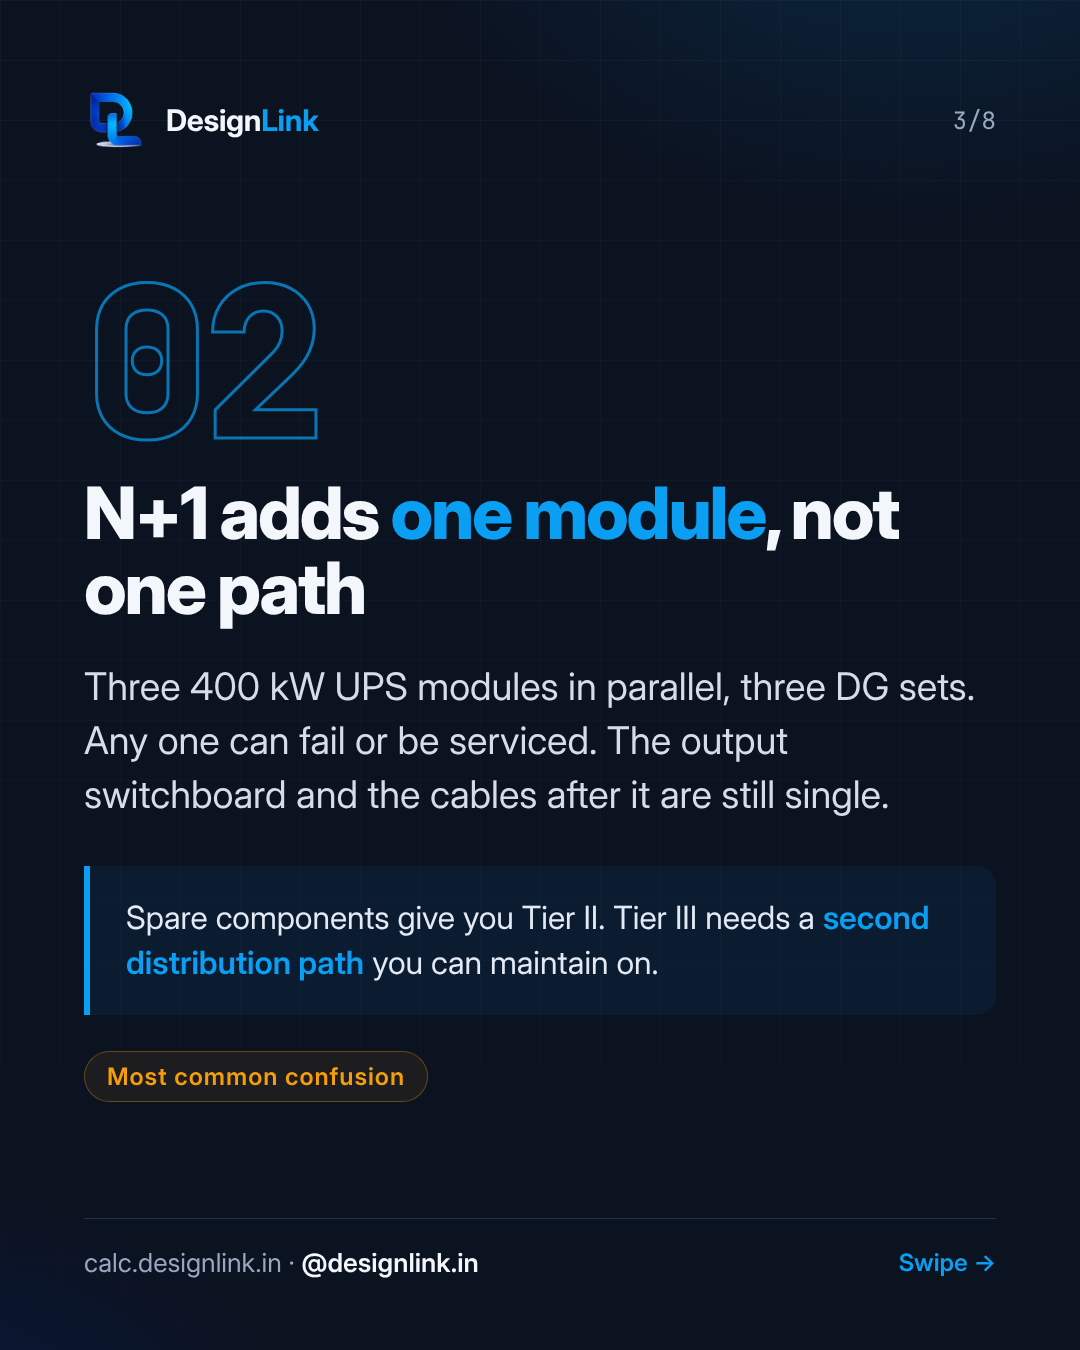 DesignLink
3/8
02
N+1 adds one module, not
one path
Three 400 kW UPS modules in parallel, three DG sets.
Any one can fail or be serviced. The output
switchboard and the cables after it are still single.
Spare components give you Tier II. Tier III needs a second
distribution path you can maintain on.
Most common confusion
calc.designlink.in · @designlink.in
Swipe →